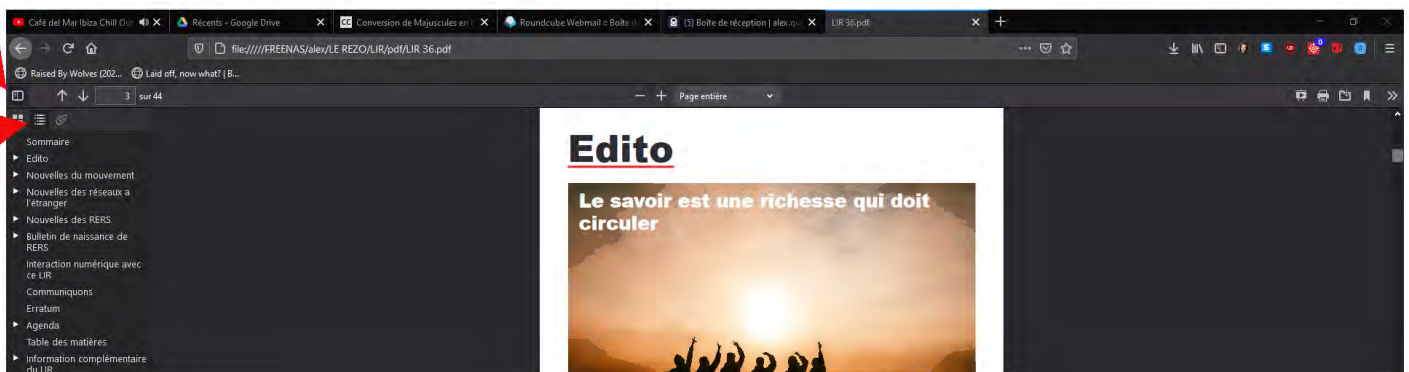 Café del Mar Ibiza Chill Ou
Récents - Google Drive
CC Conversion de Majuscules en
Roundcube Webmail :: Boîte d
(5) Boîte de réception | alex.qu
LIR 36.pdf
file://///FREENAS/alex/LE REZO/LIR/pdf/LIR 36.pdf
Raised By Wolves (202...
Laid off, now what? | B...
3 sur 44
Page entière
Sommaire
Edito
Nouvelles du mouvement
Nouvelles des réseaux a
l'étranger
Nouvelles des RERS
Bulletin de naissance de
RERS
Interaction numérique avec
ce LIR
Communiquons
Erratum
Agenda
Table des matières
Information complémentaire
du LIR
Edito
Le savoir est une richesse qui doit
circuler